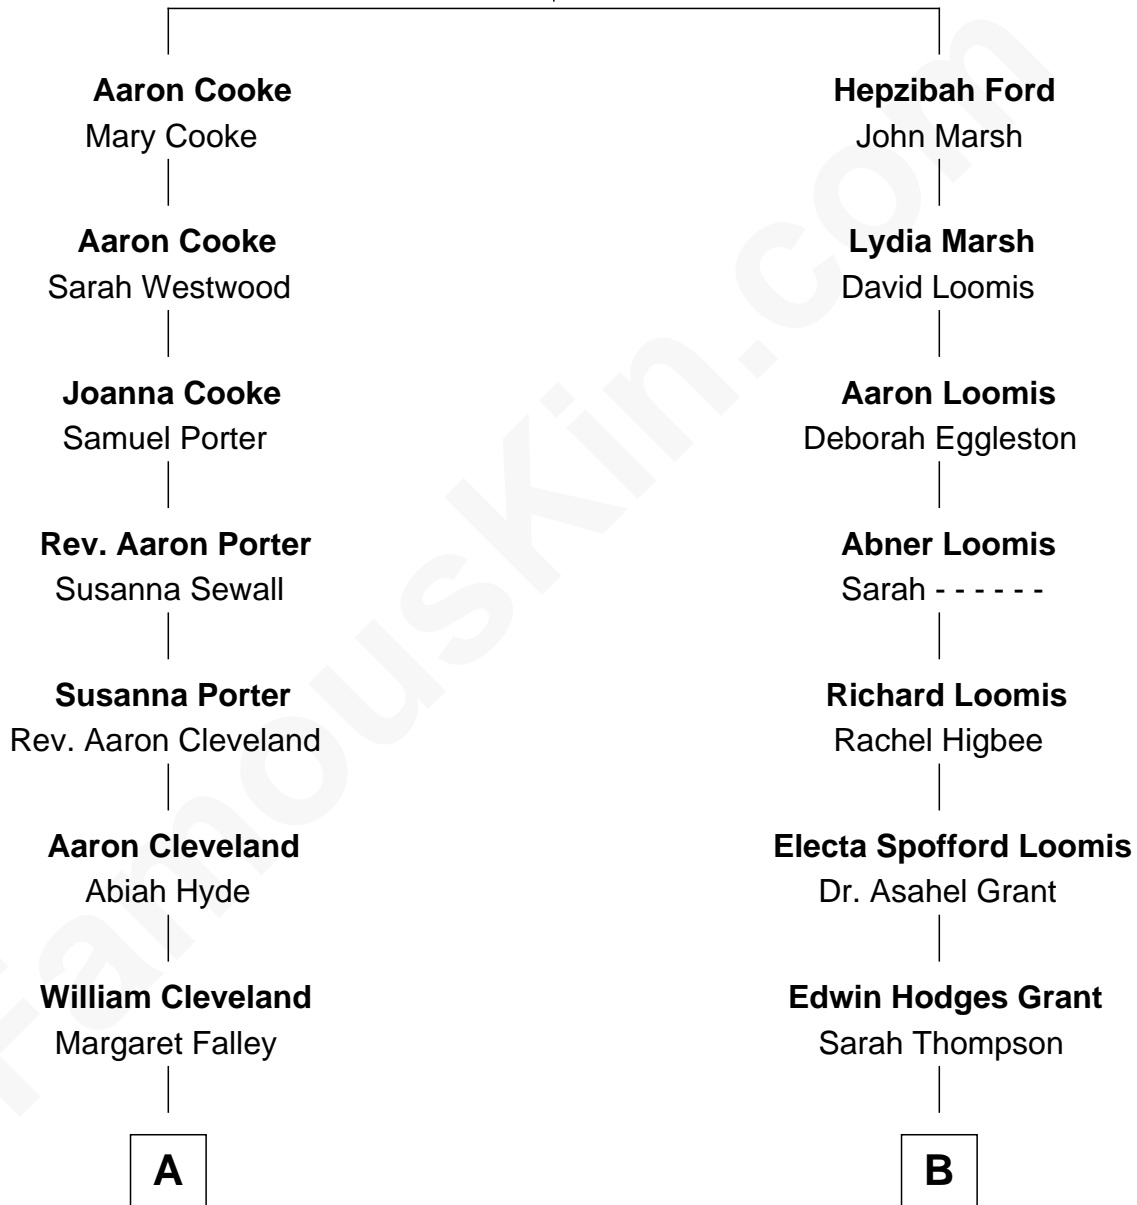 Aaron Cooke
Mary Cooke
Aaron Cooke
Sarah Westwood
Joanna Cooke
Samuel Porter
Rev. Aaron Porter
Susanna Sewall
Susanna Porter
Rev. Aaron Cleveland
Aaron Cleveland
Abiah Hyde
William Cleveland
Margaret Falley
A
Hepzibah Ford
John Marsh
Lydia Marsh
David Loomis
Aaron Loomis
Deborah Eggleston
Abner Loomis
Sarah - - - - - -
Richard Loomis
Rachel Higbee
Electa Spofford Loomis
Dr. Asahel Grant
Edwin Hodges Grant
Sarah Thompson
B
FamousKin.com